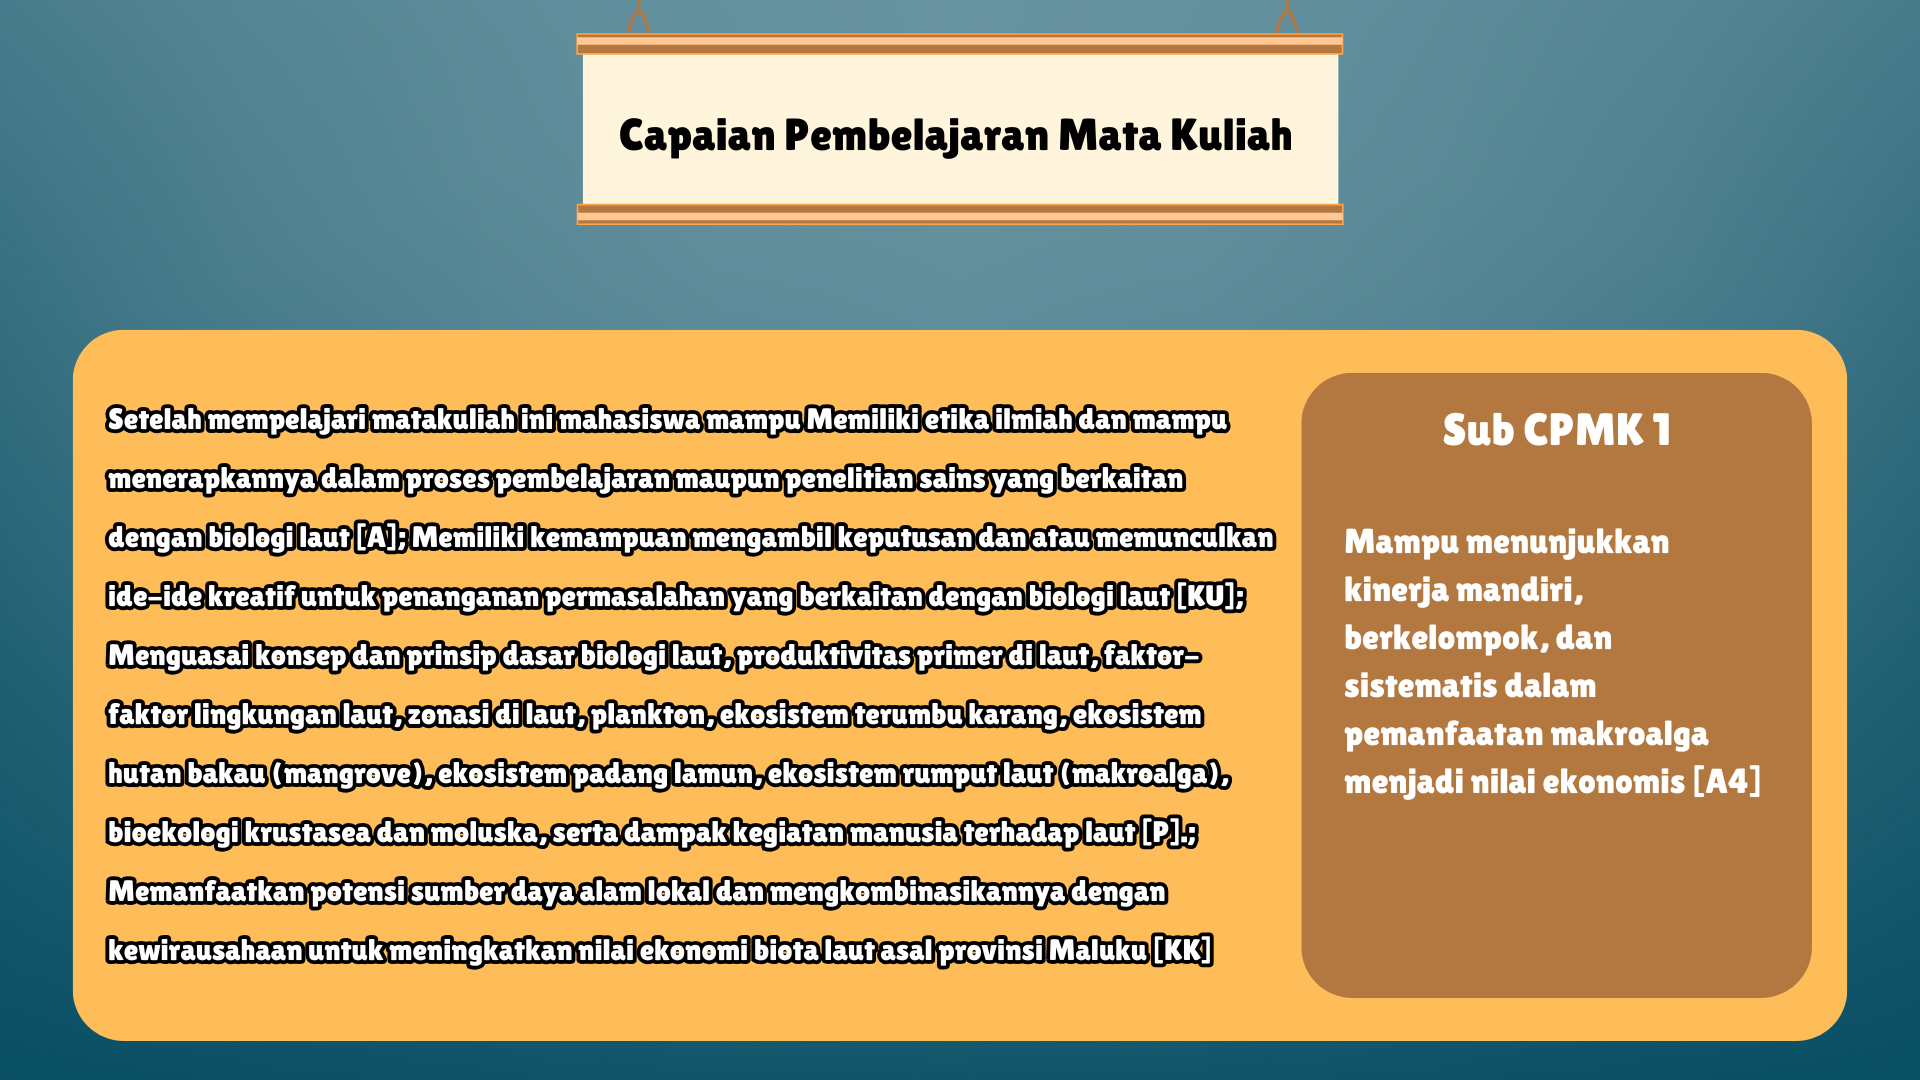 Capaian Pembelajaran Mata Kuliah
Setelah mempelajari matakuliah ini mahasiswa mampu Memiliki etika ilmiah dan mampu
menerapkannya dalam proses pembelajaran maupun penelitian sains yang berkaitan
dengan biologi laut [A]; Memiliki kemampuan mengambil keputusan dan atau memunculkan
ide-ide kreatif untuk penanganan permasalahan yang berkaitan dengan biologi laut [KU];
Menguasai konsep dan prinsip dasar biologi laut, produktivitas primer di laut, faktor-
faktor lingkungan laut, zonasi di laut, plankton, ekosistem terumbu karang, ekosistem
hutan bakau (mangrove), ekosistem padang lamun, ekosistem rumput laut (makroalga),
bioekologi krustasea dan moluska, serta dampak kegiatan manusia terhadap laut [P].;
Memanfaatkan potensi sumber daya alam lokal dan mengkombinasikannya dengan
kewirausahaan untuk meningkatkan nilai ekonomi biota laut asal provinsi Maluku [KK]
Sub CPMK 1
Mampu menunjukkan
kinerja mandiri,
berkelompok, dan
sistematis dalam
pemanfaatan makroalga
menjadi nilai ekonomis [A4]